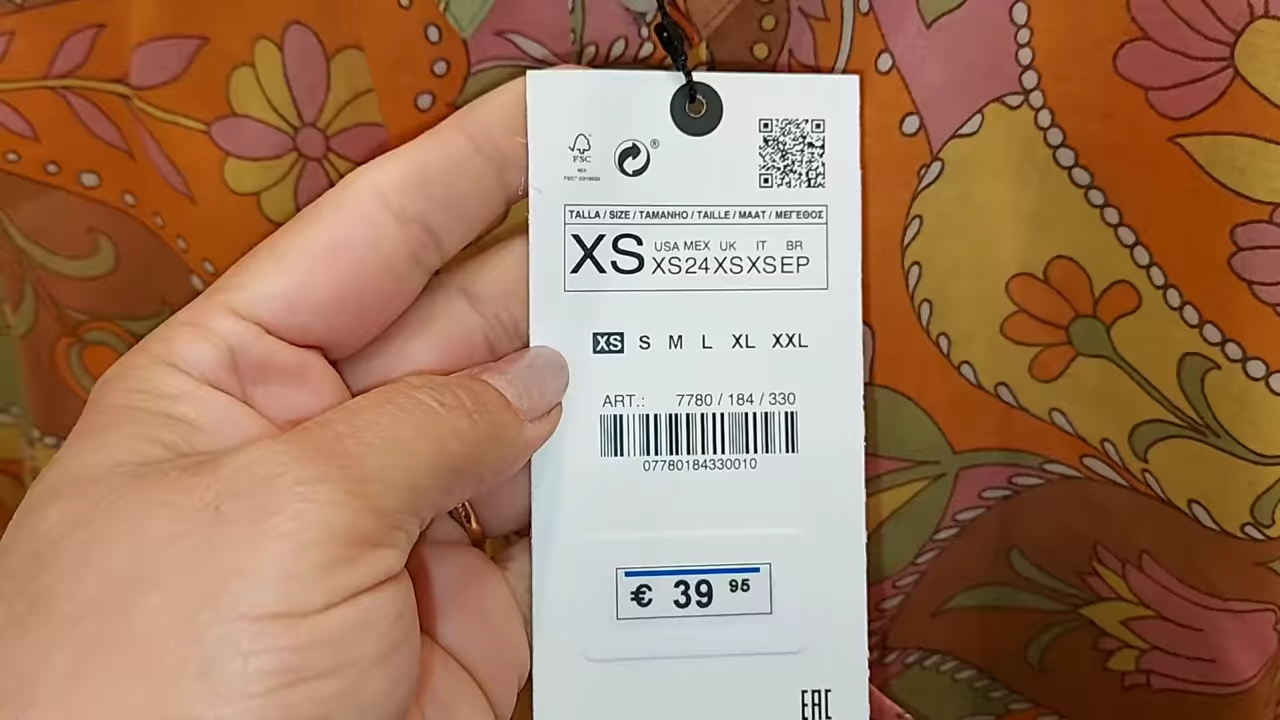 FSC
MIX
®
TALLA / SIZE / TAMANHO / TAILLE / MAAT / ΜΕΓΕΘΟΣ
XS
USA MEX UK IT BR
XS 24 XS XS EP
XS S M L XL XXL
ART.: 7780 / 184 / 330
07780184330010
€ 39 95
EAC